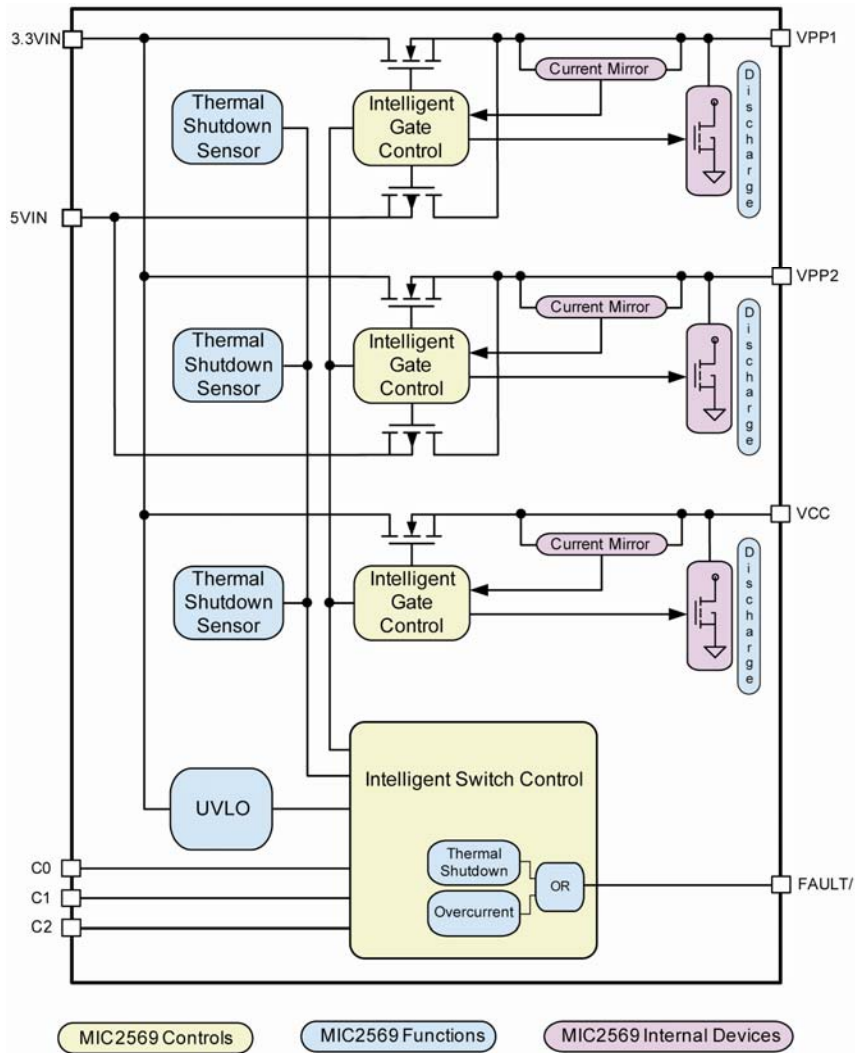 3.3VIN
VPP1
Current Mirror
Thermal
Shutdown
Sensor
Intelligent
Gate
Control
Discharge
5VIN
VPP2
Current Mirror
Thermal
Shutdown
Sensor
Intelligent
Gate
Control
Discharge
VCC
Current Mirror
Thermal
Shutdown
Sensor
Intelligent
Gate
Control
Discharge
Intelligent Switch Control
UVLO
Thermal
Shutdown
OR
Overcurrent
C0
C1
C2
FAULT/
MIC2569 Controls
MIC2569 Functions
MIC2569 Internal Devices